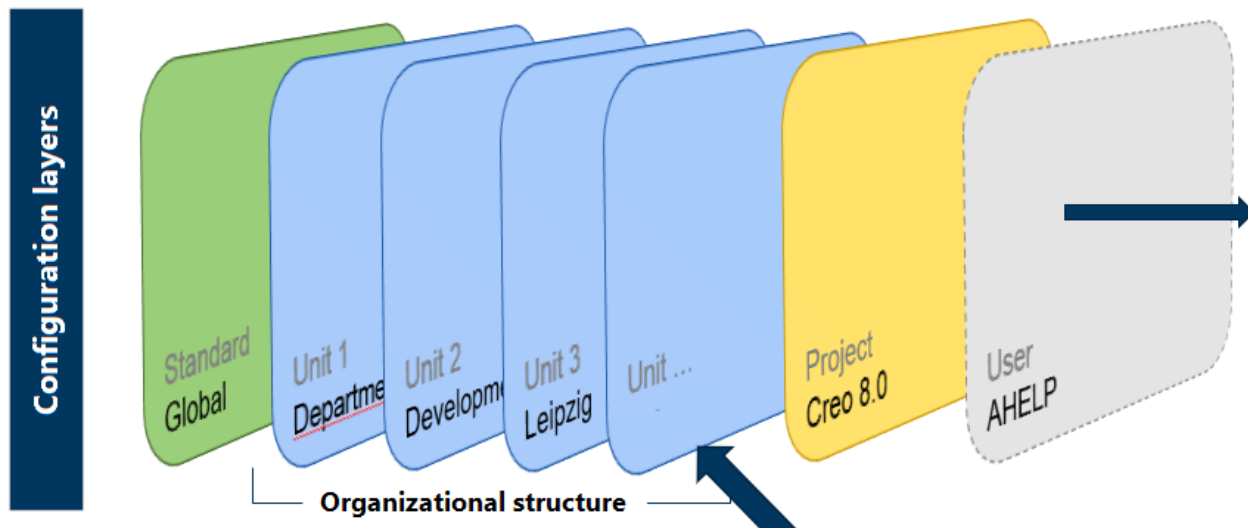 Configuration layers
Standard
Global
Unit 1
Departme
Unit 2
Developme
Unit 3
Leipzig
Unit ...
Project
Creo 8.0
User
AHELP
Organizational structure